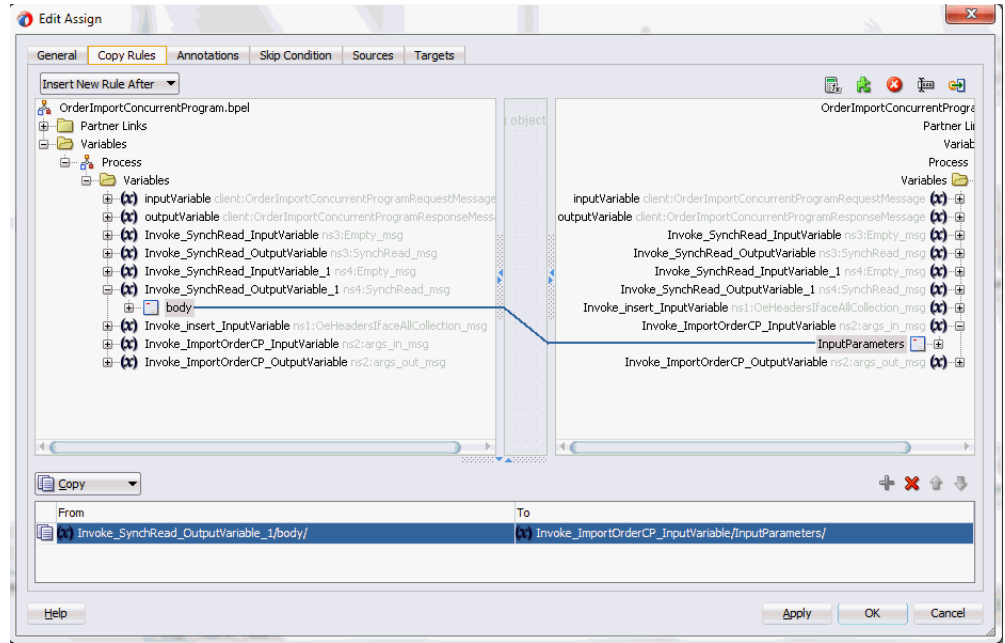 Edit Assign
General Copy Rules Annotations Skip Condition Sources Targets
Insert New Rule After
OrderImportConcurrentProgram.bpel
Partner Links
Variables
Process
Variables
inputVariable client:OrderImportConcurrentProgramRequestMessage
outputVariable client:OrderImportConcurrentProgramResponseMess
Invoke_SynchRead_InputVariable ns3:Empty_msg
Invoke_SynchRead_OutputVariable ns3:SynchRead_msg
Invoke_SynchRead_InputVariable_1 ns4:Empty_msg
Invoke_SynchRead_OutputVariable_1 ns4:SynchRead_msg
body
Invoke_insert_InputVariable ns1:OeHeadersIfaceAllCollection_msg
Invoke_ImportOrderCP_InputVariable ns2:args_in_msg
Invoke_ImportOrderCP_OutputVariable ns2:args_out_msg
object
OrderImportConcurrentProgra
Partner Li
Variab
Process
Variables
inputVariable client:OrderImportConcurrentProgramRequestMessage
outputVariable client:OrderImportConcurrentProgramResponseMessage
Invoke_SynchRead_InputVariable ns3:Empty_msg
Invoke_SynchRead_OutputVariable ns3:SynchRead_msg
Invoke_SynchRead_InputVariable_1 ns4:Empty_msg
Invoke_SynchRead_OutputVariable_1 ns4:SynchRead_msg
Invoke_insert_InputVariable ns1:OeHeadersIfaceAllCollection_msg
Invoke_ImportOrderCP_InputVariable ns2:args_in_msg
InputParameters
Invoke_ImportOrderCP_OutputVariable ns2:args_out_msg
Copy
From To
(x) Invoke_SynchRead_OutputVariable_1/body/ (x) Invoke_ImportOrderCP_InputVariable/InputParameters/
Help Apply OK Cancel